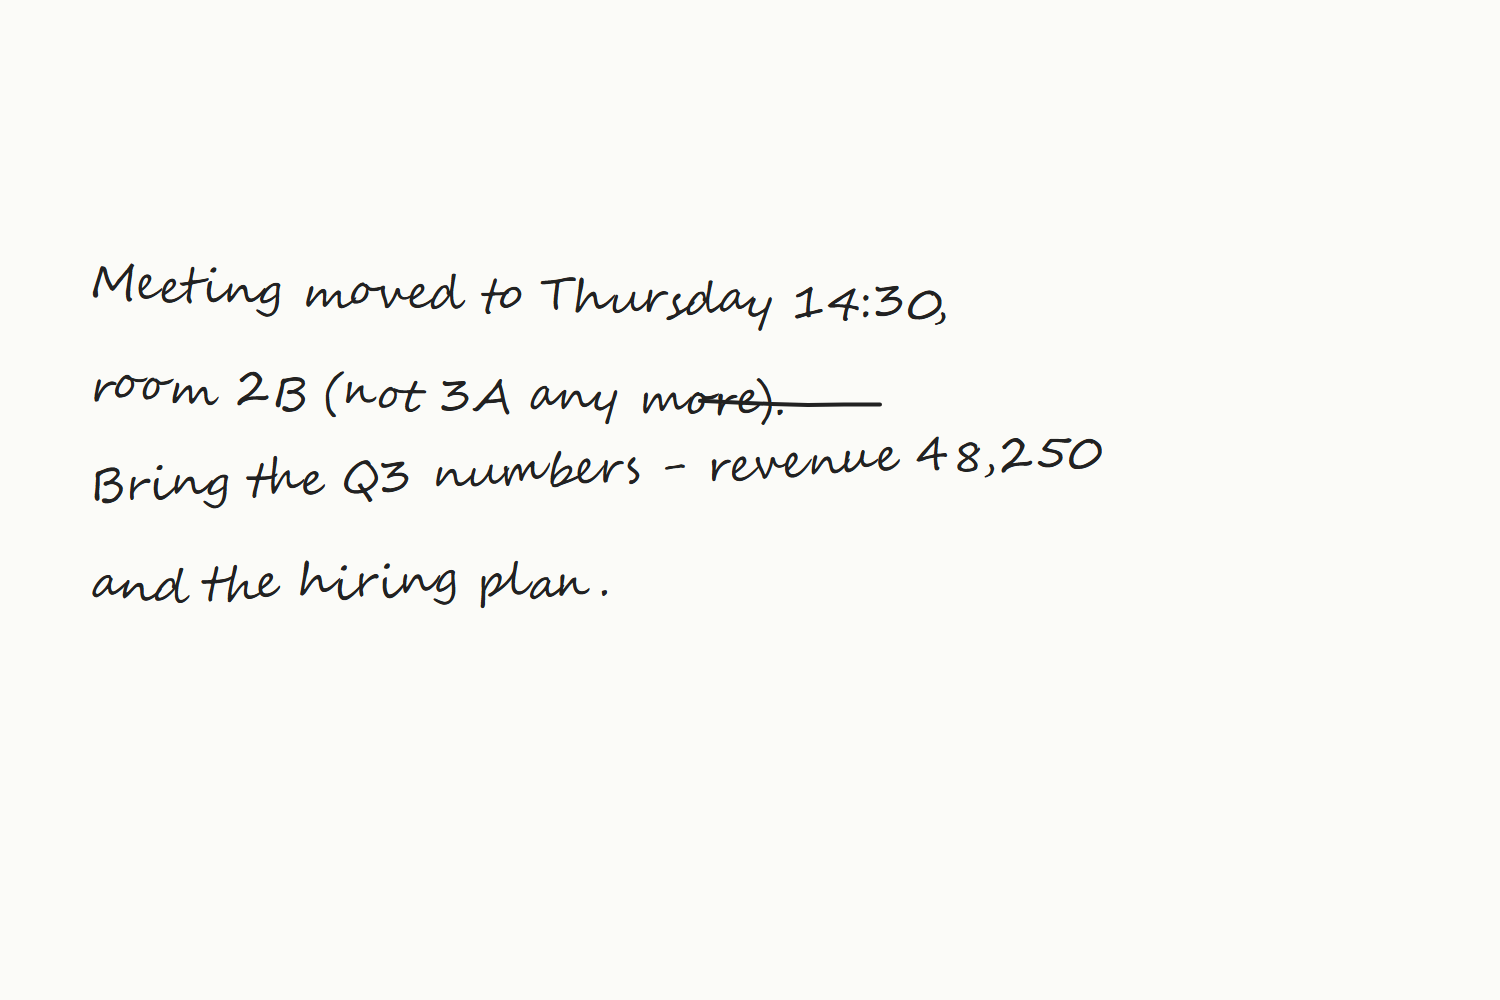 Meeting moved to Thursday 14:30,
room 2B (not 3A any more).
Bring the Q3 numbers - revenue 48,250
and the hiring plan.